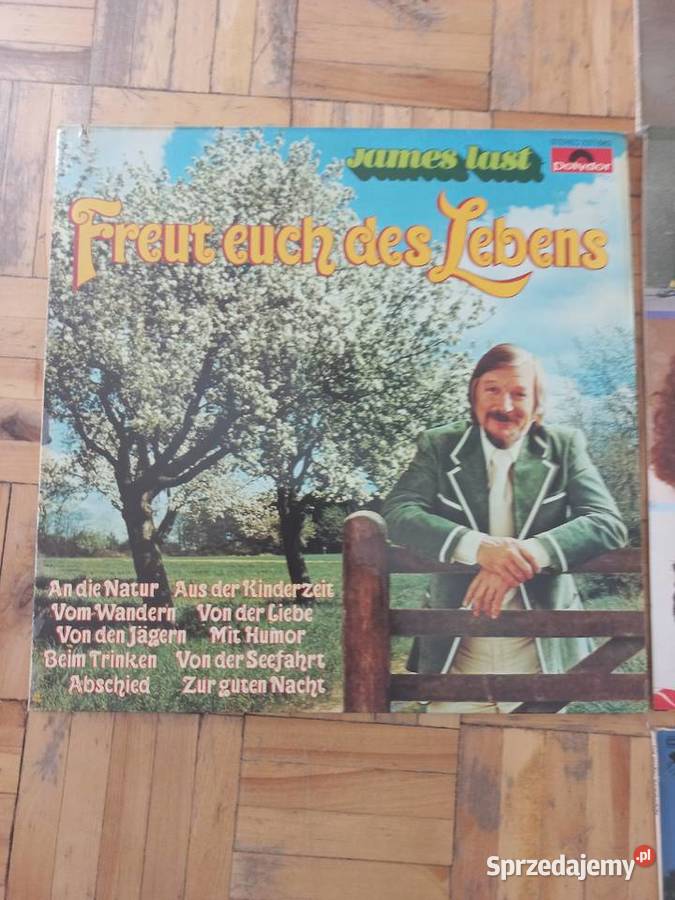 James Last
Polydor
Freut euch des Lebens
An die Natur Aus der Kinderzeit
Vom Wandern Von der Liebe
Von den Jägern Mit Humor
Beim Trinken Von der Seefahrt
Abschied Zur guten Nacht
Sprzedajemy.pl